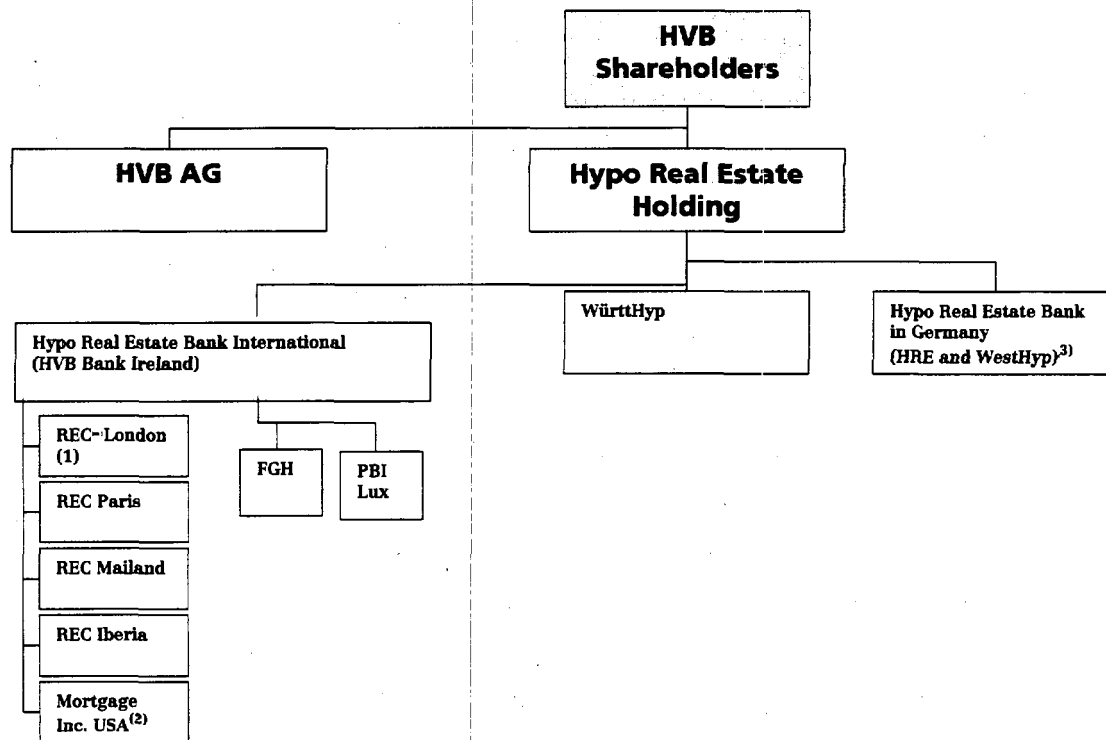 HVB
Shareholders
HVB AG
Hypo Real Estate
Holding
Hypo Real Estate Bank International
(HVB Bank Ireland)
WürttHyp
Hypo Real Estate Bank
in Germany
(HRE and WestHyp)³⁾
REC-London
(1)
REC Paris
REC Mailand
REC Iberia
Mortgage
Inc. USA⁽²⁾
FGH
PBI
Lux